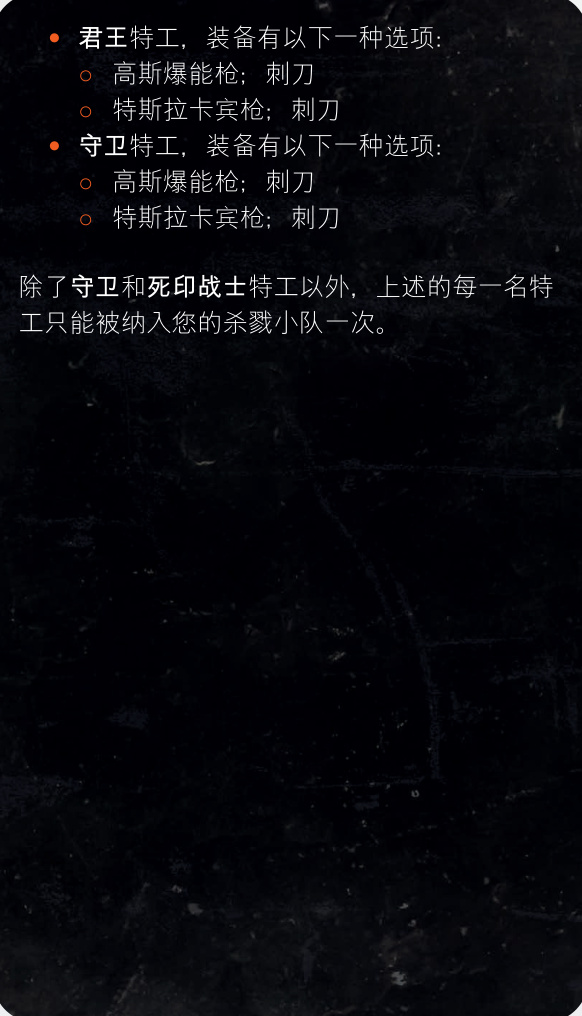 君王特工，装备有以下一种选项：
高斯爆能枪；刺刀
特斯拉卡宾枪；刺刀
守卫特工，装备有以下一种选项：
高斯爆能枪；刺刀
特斯拉卡宾枪；刺刀
除了守卫和死印战士特工以外，上述的每一名特
工只能被纳入您的杀戮小队一次。